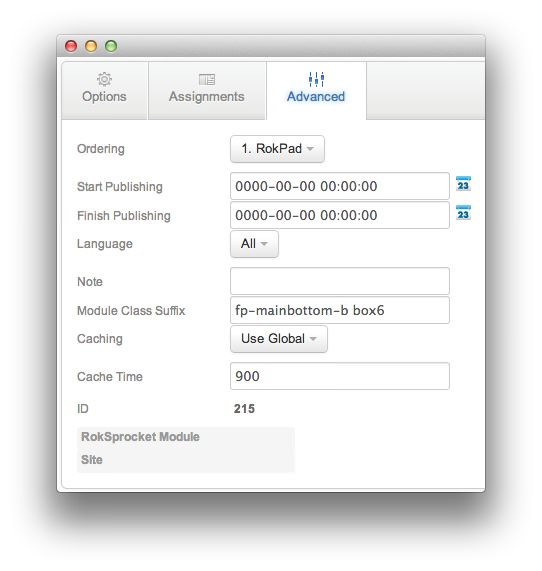 Options Assignments Advanced
Ordering 1. RokPad
Start Publishing 0000-00-00 00:00:00 23
Finish Publishing 0000-00-00 00:00:00 23
Language All
Note
Module Class Suffix fp-mainbottom-b box6
Caching Use Global
Cache Time 900
ID 215
RokSprocket Module
Site